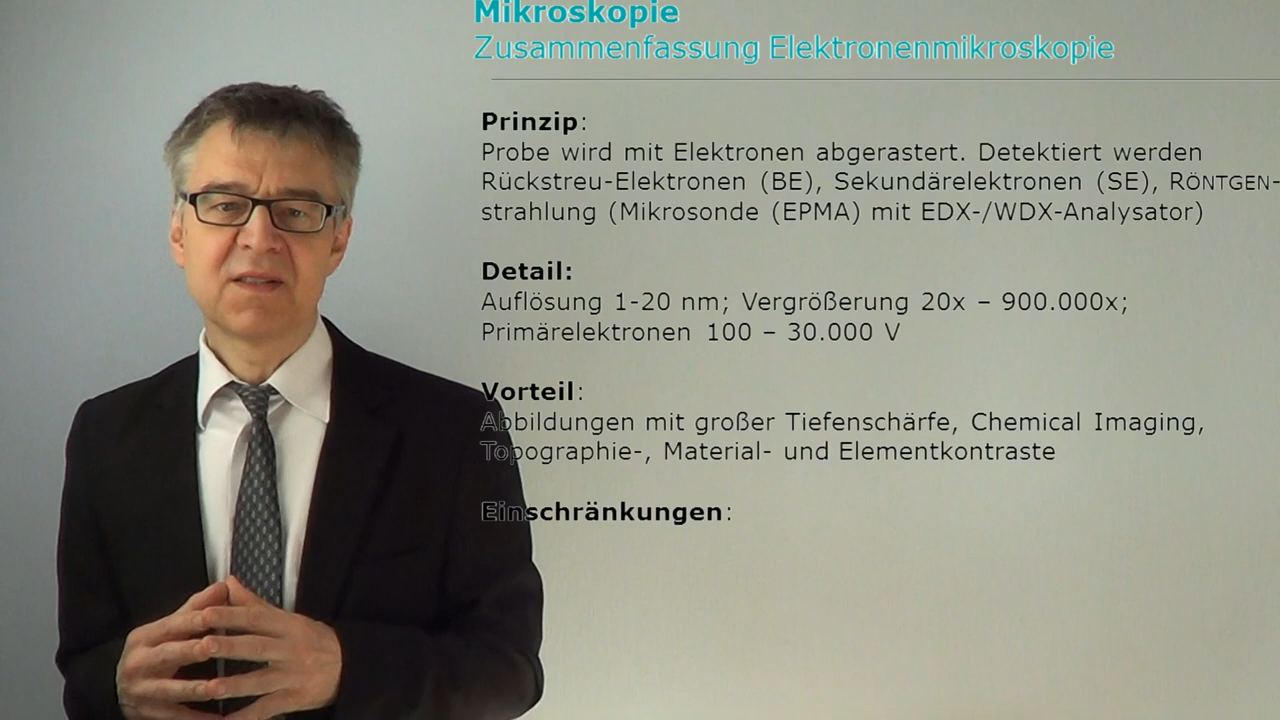 Mikroskopie
Zusammenfassung Elektronenmikroskopie
Prinzip:
Probe wird mit Elektronen abgerastert. Detektiert werden
Rückstreu-Elektronen (BE), Sekundärelektronen (SE), RÖNTGEN-
strahlung (Mikrosonde (EPMA) mit EDX-/WDX-Analysator)
Detail:
Auflösung 1-20 nm; Vergrößerung 20x – 900.000x;
Primärelektronen 100 – 30.000 V
Vorteil:
Abbildungen mit großer Tiefenschärfe, Chemical Imaging,
Topographie-, Material- und Elementkontraste
Einschränkungen: